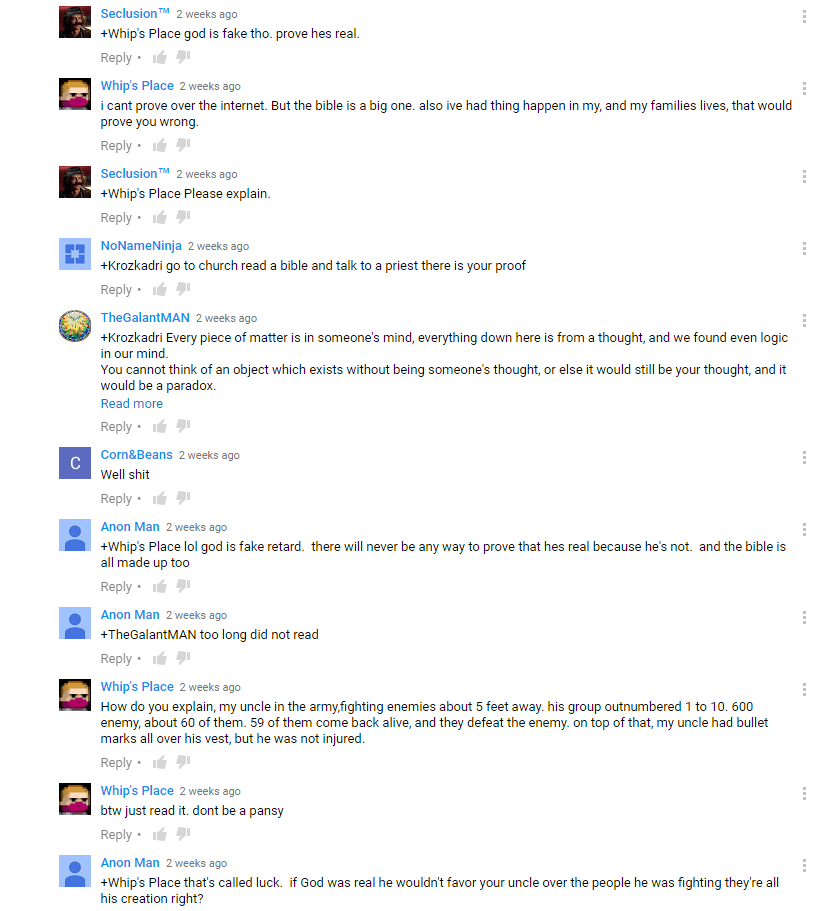 Seclusion™ 2 weeks ago
+Whip's Place god is fake tho. prove hes real.
Reply •
Whip's Place 2 weeks ago
i cant prove over the internet. But the bible is a big one. also ive had thing happen in my, and my families lives, that would
prove you wrong.
Reply •
Seclusion™ 2 weeks ago
+Whip's Place Please explain.
Reply •
NoNameNinja 2 weeks ago
+Krozkadri go to church read a bible and talk to a priest there is your proof
Reply •
TheGalantMAN 2 weeks ago
+Krozkadri Every piece of matter is in someone's mind, everything down here is from a thought, and we found even logic
in our mind.
You cannot think of an object which exists without being someone's thought, or else it would still be your thought, and it
would be a paradox.
Read more
Reply •
C
Corn&Beans 2 weeks ago
Well shit
Reply •
Anon Man 2 weeks ago
+Whip's Place lol god is fake retard.  there will never be any way to prove that hes real because he's not.  and the bible is
all made up too
Reply •
Anon Man 2 weeks ago
+TheGalantMAN too long did not read
Reply •
Whip's Place 2 weeks ago
How do you explain, my uncle in the army,fighting enemies about 5 feet away. his group outnumbered 1 to 10. 600
enemy, about 60 of them. 59 of them come back alive, and they defeat the enemy. on top of that, my uncle had bullet
marks all over his vest, but he was not injured.
Reply •
Whip's Place 2 weeks ago
btw just read it. dont be a pansy
Reply •
Anon Man 2 weeks ago
+Whip's Place that's called luck.  if God was real he wouldn't favor your uncle over the people he was fighting they're all
his creation right?